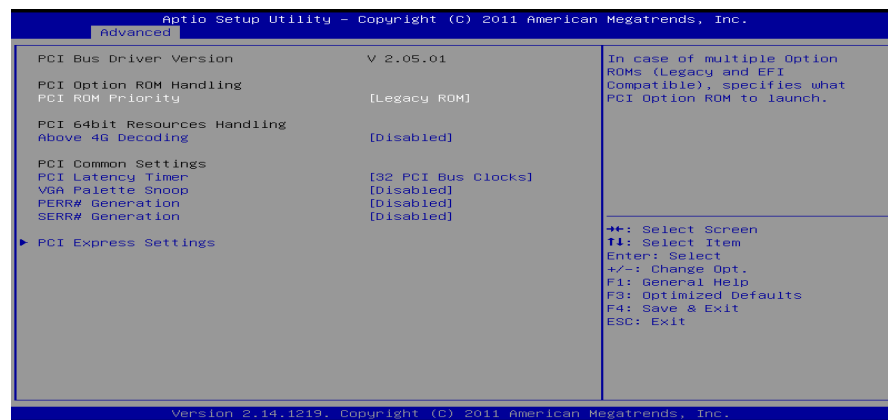 Aptio Setup Utility – Copyright (C) 2011 American Megatrends, Inc.
Advanced
PCI Bus Driver Version V 2.05.01
PCI Option ROM Handling
PCI ROM Priority [Legacy ROM]
PCI 64bit Resources Handling
Above 4G Decoding [Disabled]
PCI Common Settings
PCI Latency Timer [32 PCI Bus Clocks]
VGA Palette Snoop [Disabled]
PERR# Generation [Disabled]
SERR# Generation [Disabled]
► PCI Express Settings
In case of multiple Option
ROMs (Legacy and EFI
Compatible), specifies what
PCI Option ROM to launch.
→←: Select Screen
↑↓: Select Item
Enter: Select
+/-: Change Opt.
F1: General Help
F3: Optimized Defaults
F4: Save & Exit
ESC: Exit
Version 2.14.1219. Copyright (C) 2011 American Megatrends, Inc.